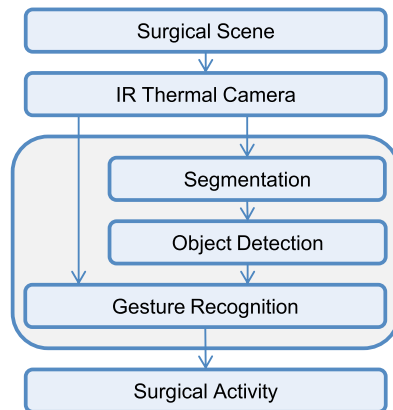 Surgical Scene
IR Thermal Camera
Segmentation
Object Detection
Gesture Recognition
Surgical Activity